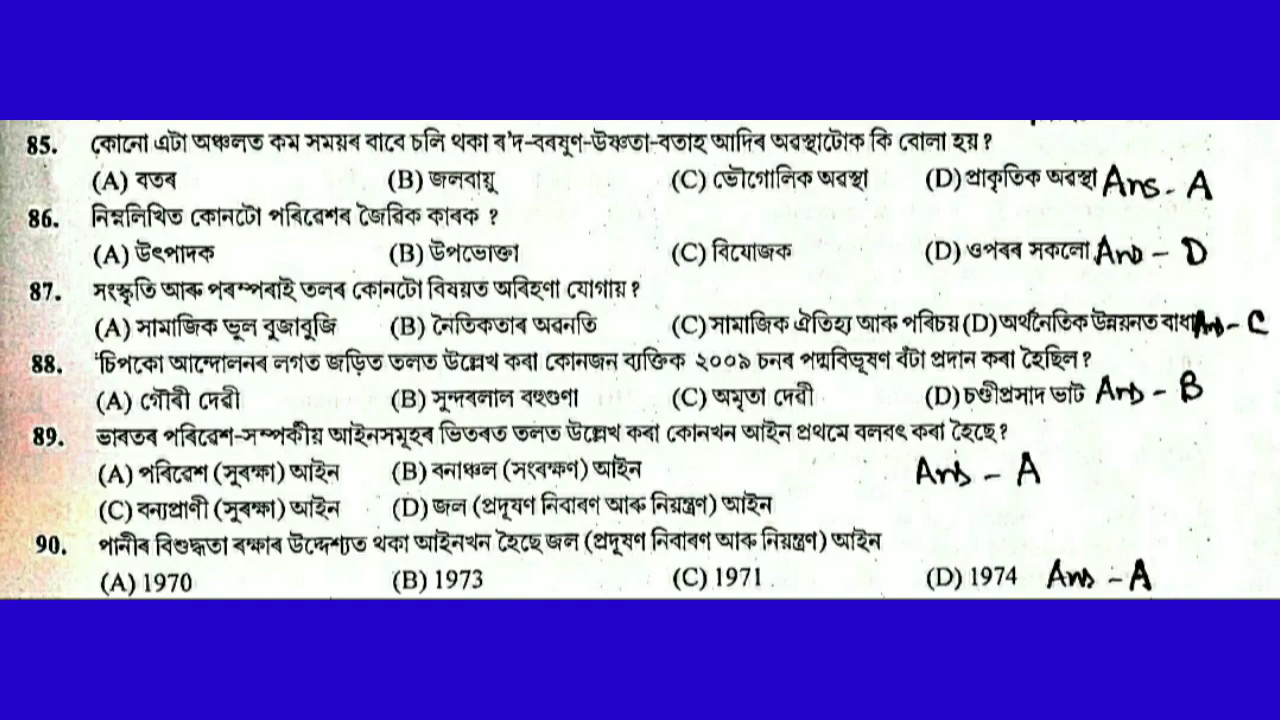 85. কোনো এটা অঞ্চলত কম সময়ৰ বাবে চলি থকা ৰ'দ-বৰষুণ-উষ্ণতা-বতাহ আদিৰ অৱস্থাটোক কি বোলা হয়?
(A) বতৰ (B) জলবায়ু (C) ভৌগোলিক অৱস্থা (D) প্ৰাকৃতিক অৱস্থা Ans - A
86. নিম্নলিখিত কোনটো পৰিৱেশৰ জৈৱিক কাৰক ?
(A) উৎপাদক (B) উপভোক্তা (C) বিযোজক (D) ওপৰৰ সকলো Ans - D
87. সংস্কৃতি আৰু পৰম্পৰাই তলৰ কোনটো বিষয়ত অৰিহণা যোগায়?
(A) সামাজিক ভুল বুজাবুজি (B) নৈতিকতাৰ অৱনতি (C) সামাজিক ঐতিহ্য আৰু পৰিচয় (D) অৰ্থনৈতিক উন্নয়নত বাধা Ans - C
88. 'চিপকো আন্দোলনৰ লগত জড়িত তলত উল্লেখ কৰা কোনজন ব্যক্তিক ২০০৯ চনৰ পদ্মবিভূষণ বঁটা প্ৰদান কৰা হৈছিল?
(A) গৌৰী দেৱী (B) সুন্দৰলাল বহুগুণা (C) অমৃতা দেৱী (D) চণ্ডীপ্ৰসাদ ভাট Ans - B
89. ভাৰতৰ পৰিৱেশ-সম্পৰ্কীয় আইনসমূহৰ ভিতৰত তলত উল্লেখ কৰা কোনখন আইন প্ৰথমে বলবৎ কৰা হৈছে?
(A) পৰিৱেশ (সুৰক্ষা) আইন (B) বনাঞ্চল (সংৰক্ষণ) আইন Ans - A
(C) বন্যপ্ৰাণী (সুৰক্ষা) আইন (D) জল (প্ৰদূষণ নিবাৰণ আৰু নিয়ন্ত্ৰণ) আইন
90. পানীৰ বিশুদ্ধতা ৰক্ষাৰ উদ্দেশ্যত থকা আইনখন হৈছে জল (প্ৰদূষণ নিবাৰণ আৰু নিয়ন্ত্ৰণ) আইন
(A) 1970 (B) 1973 (C) 1971 (D) 1974 Ans - A